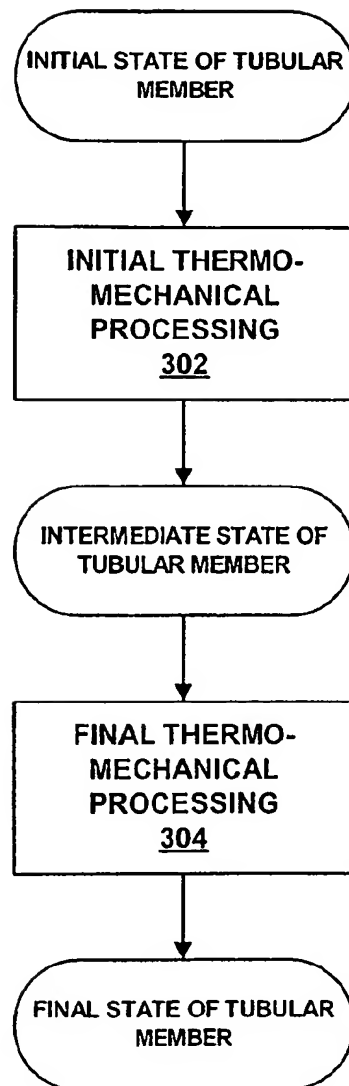 INITIAL STATE OF TUBULAR
MEMBER
INITIAL THERMO-
MECHANICAL
PROCESSING
302
INTERMEDIATE STATE OF
TUBULAR MEMBER
FINAL THERMO-
MECHANICAL
PROCESSING
304
FINAL STATE OF TUBULAR
MEMBER